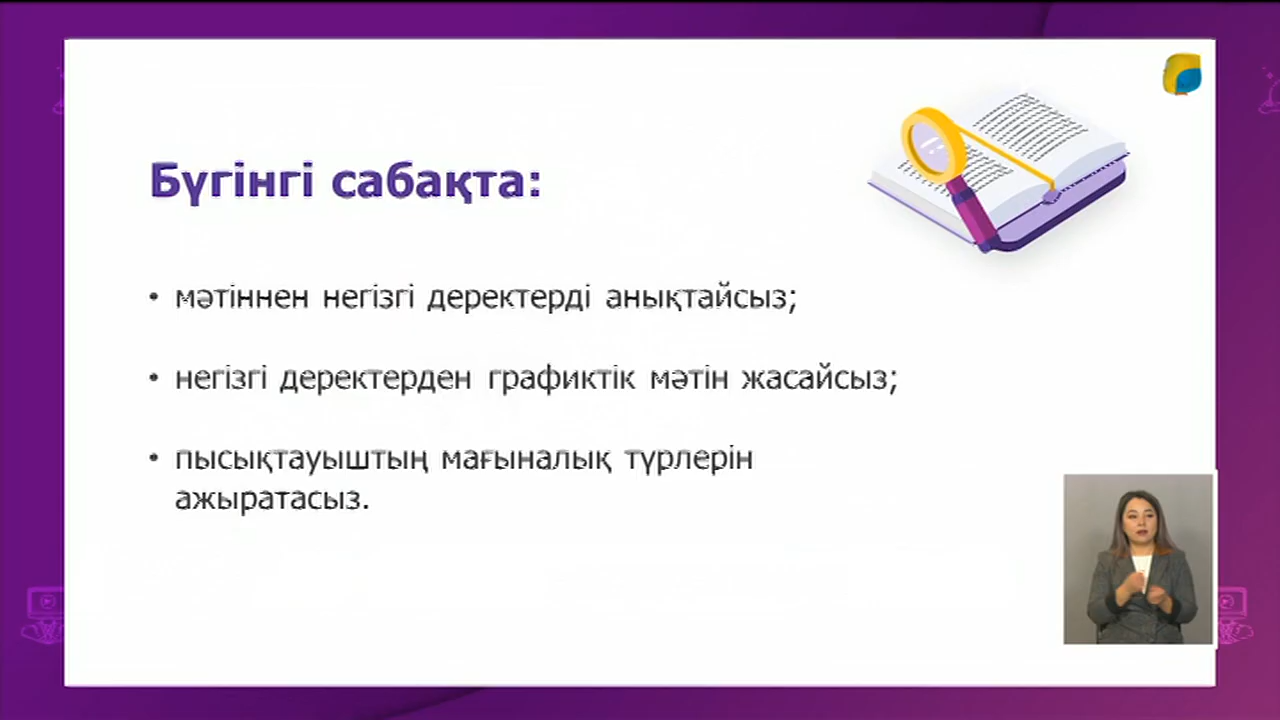 Бүгінгі сабақта:
• мәтіннен негізгі деректерді анықтайсыз;
• негізгі деректерден графиктік мәтін жасайсыз;
• пысықтауыштың мағыналық түрлерін
ажыратасыз.